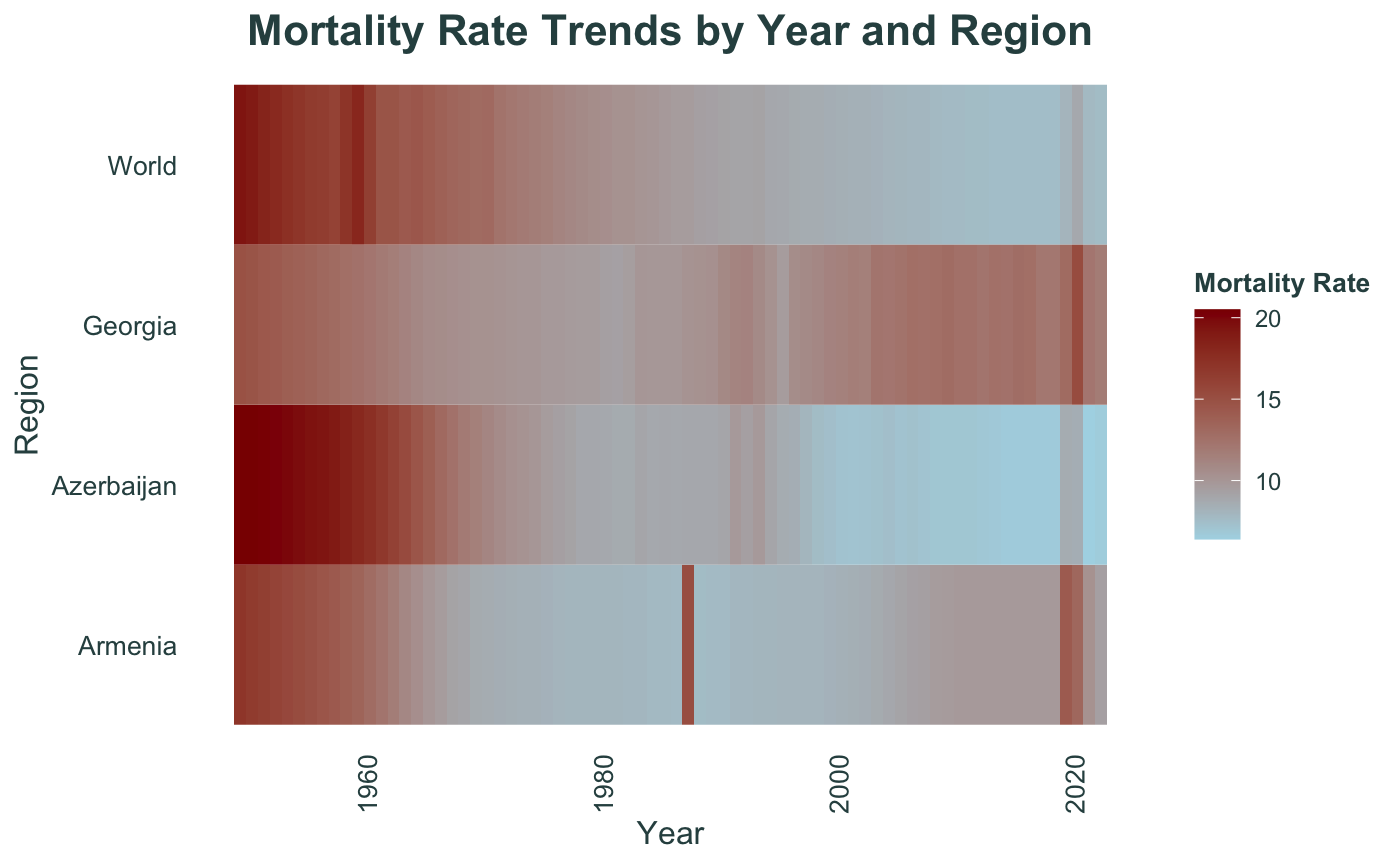 Mortality Rate Trends by Year and Region
World
Georgia
Azerbaijan
Armenia
Region
1960
1980
2000
2020
Year
Mortality Rate
20
15
10